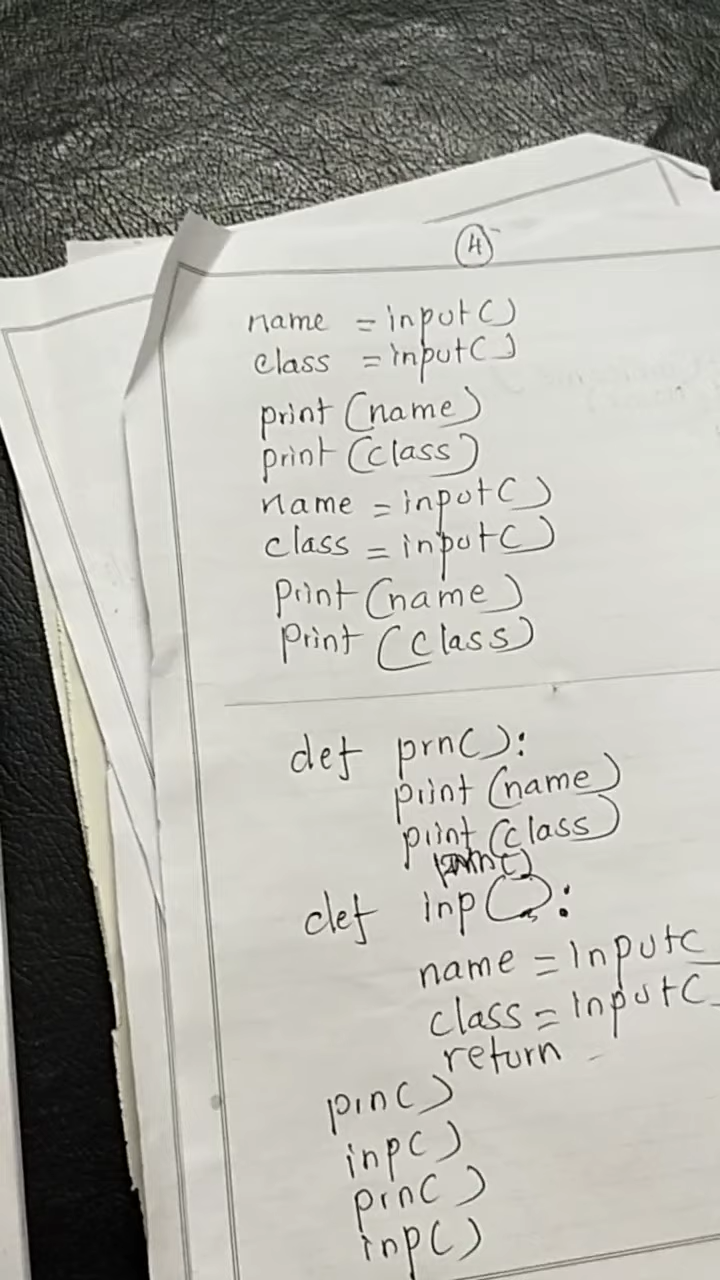 4
name = input()
class = input()
print (name)
print (class)
name = input()
class = input()
print (name)
print (class)
def prn():
print (name)
print (class)
def inp():
name = input(
class = input(
return
prn()
inp()
prn()
inp()